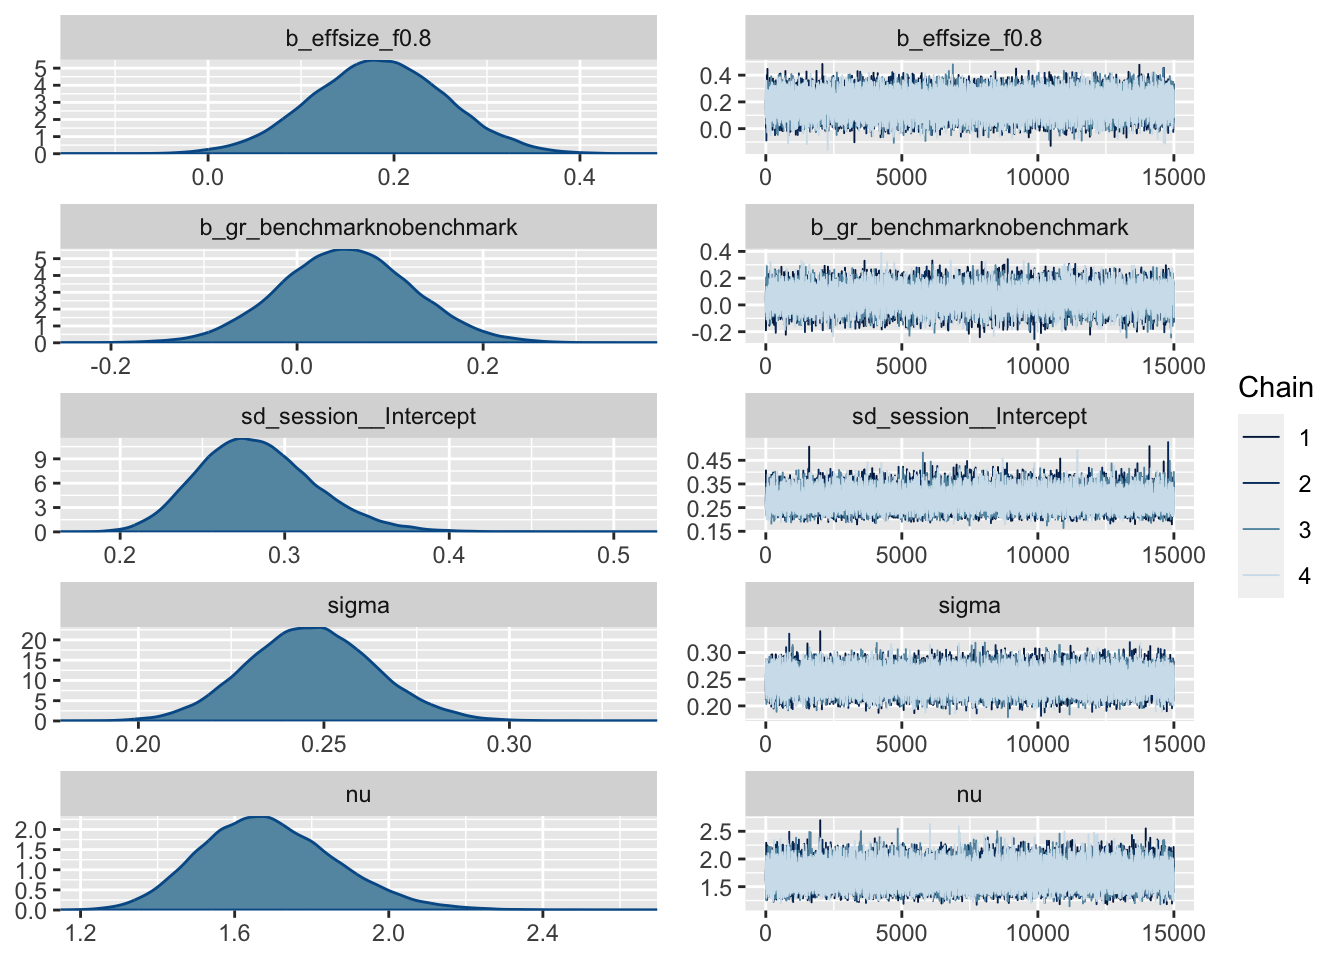 b_effsize_f0.8
5
4
3
2
1
0
0.0 0.2 0.4
b_effsize_f0.8
0.4
0.2
0.0
0 5000 10000 15000
b_gr_benchmarknobenchmark
5
4
3
2
1
0
-0.2 0.0 0.2
b_gr_benchmarknobenchmark
0.4
0.2
0.0
-0.2
0 5000 10000 15000
sd_session__Intercept
9
6
3
0
0.2 0.3 0.4 0.5
sd_session__Intercept
0.45
0.35
0.25
0.15
0 5000 10000 15000
sigma
20
15
10
5
0
0.20 0.25 0.30
sigma
0.30
0.25
0.20
0 5000 10000 15000
nu
2.0
1.5
1.0
0.5
0.0
1.2 1.6 2.0 2.4
nu
2.5
2.0
1.5
0 5000 10000 15000
Chain
1
2
3
4